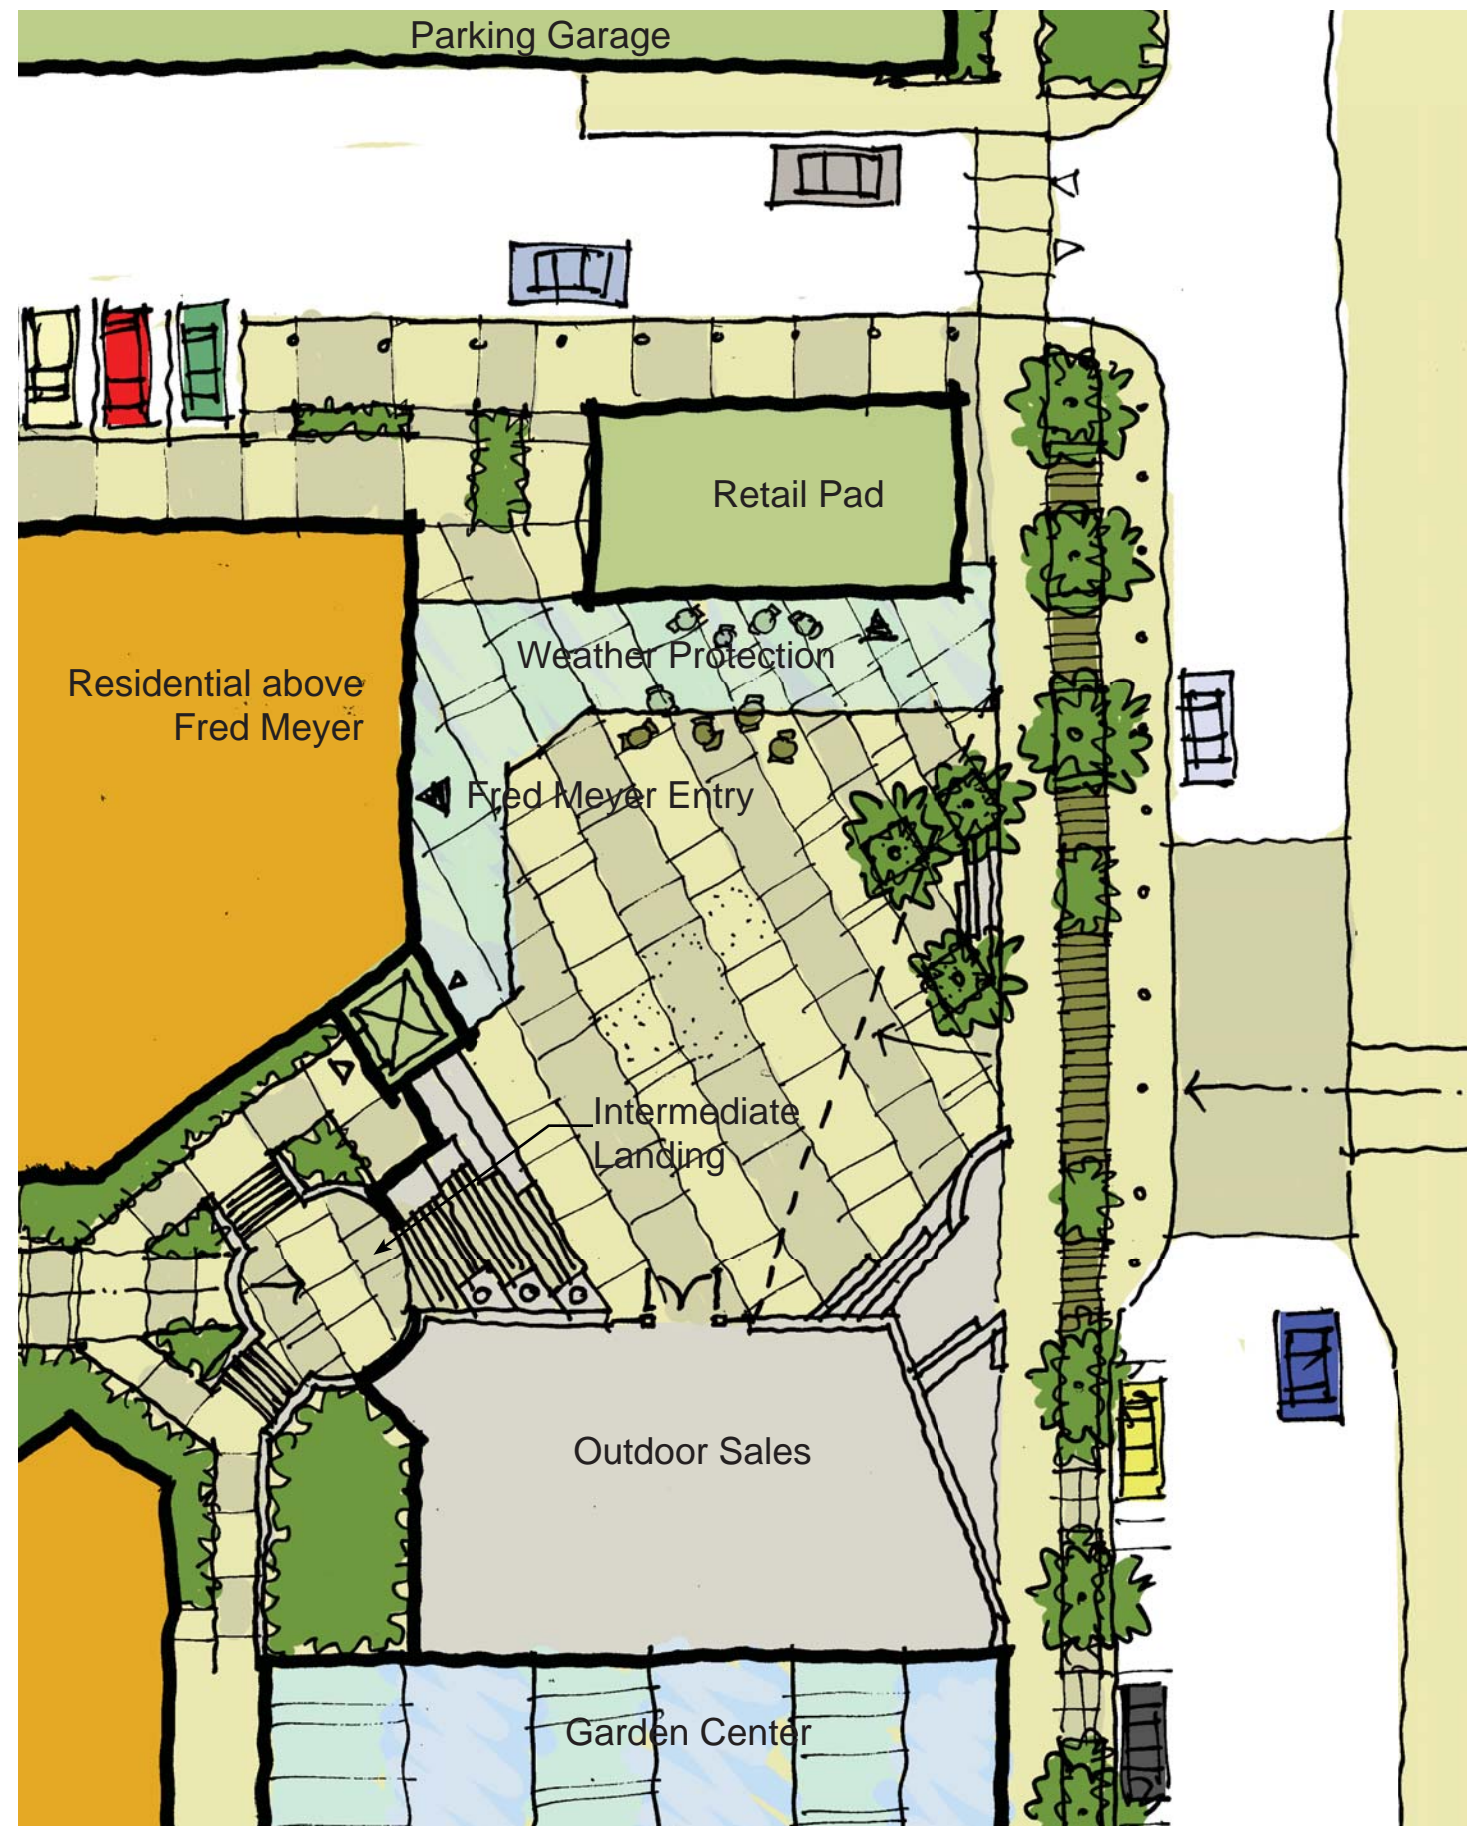 Parking Garage
Retail Pad
Weather Protection
Residential above
Fred Meyer
Fred Meyer Entry
Intermediate
Landing
Outdoor Sales
Garden Center